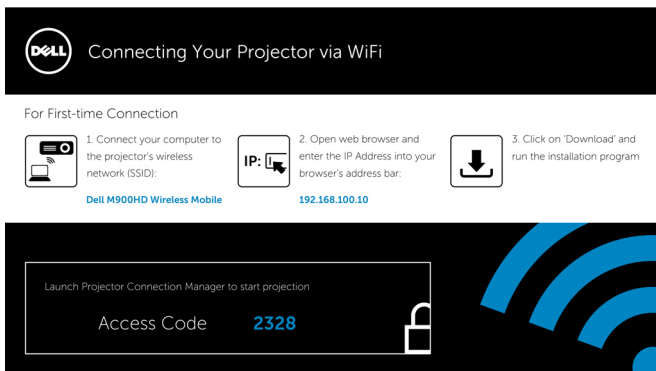 DELL
Connecting Your Projector via WiFi
For First-time Connection
1. Connect your computer to
the projector's wireless
network (SSID):
Dell M900HD Wireless Mobile
IP:
2. Open web browser and
enter the IP Address into your
browser's address bar:
192.168.100.10
3. Click on 'Download' and
run the installation program
Launch Projector Connection Manager to start projection
Access Code 2328